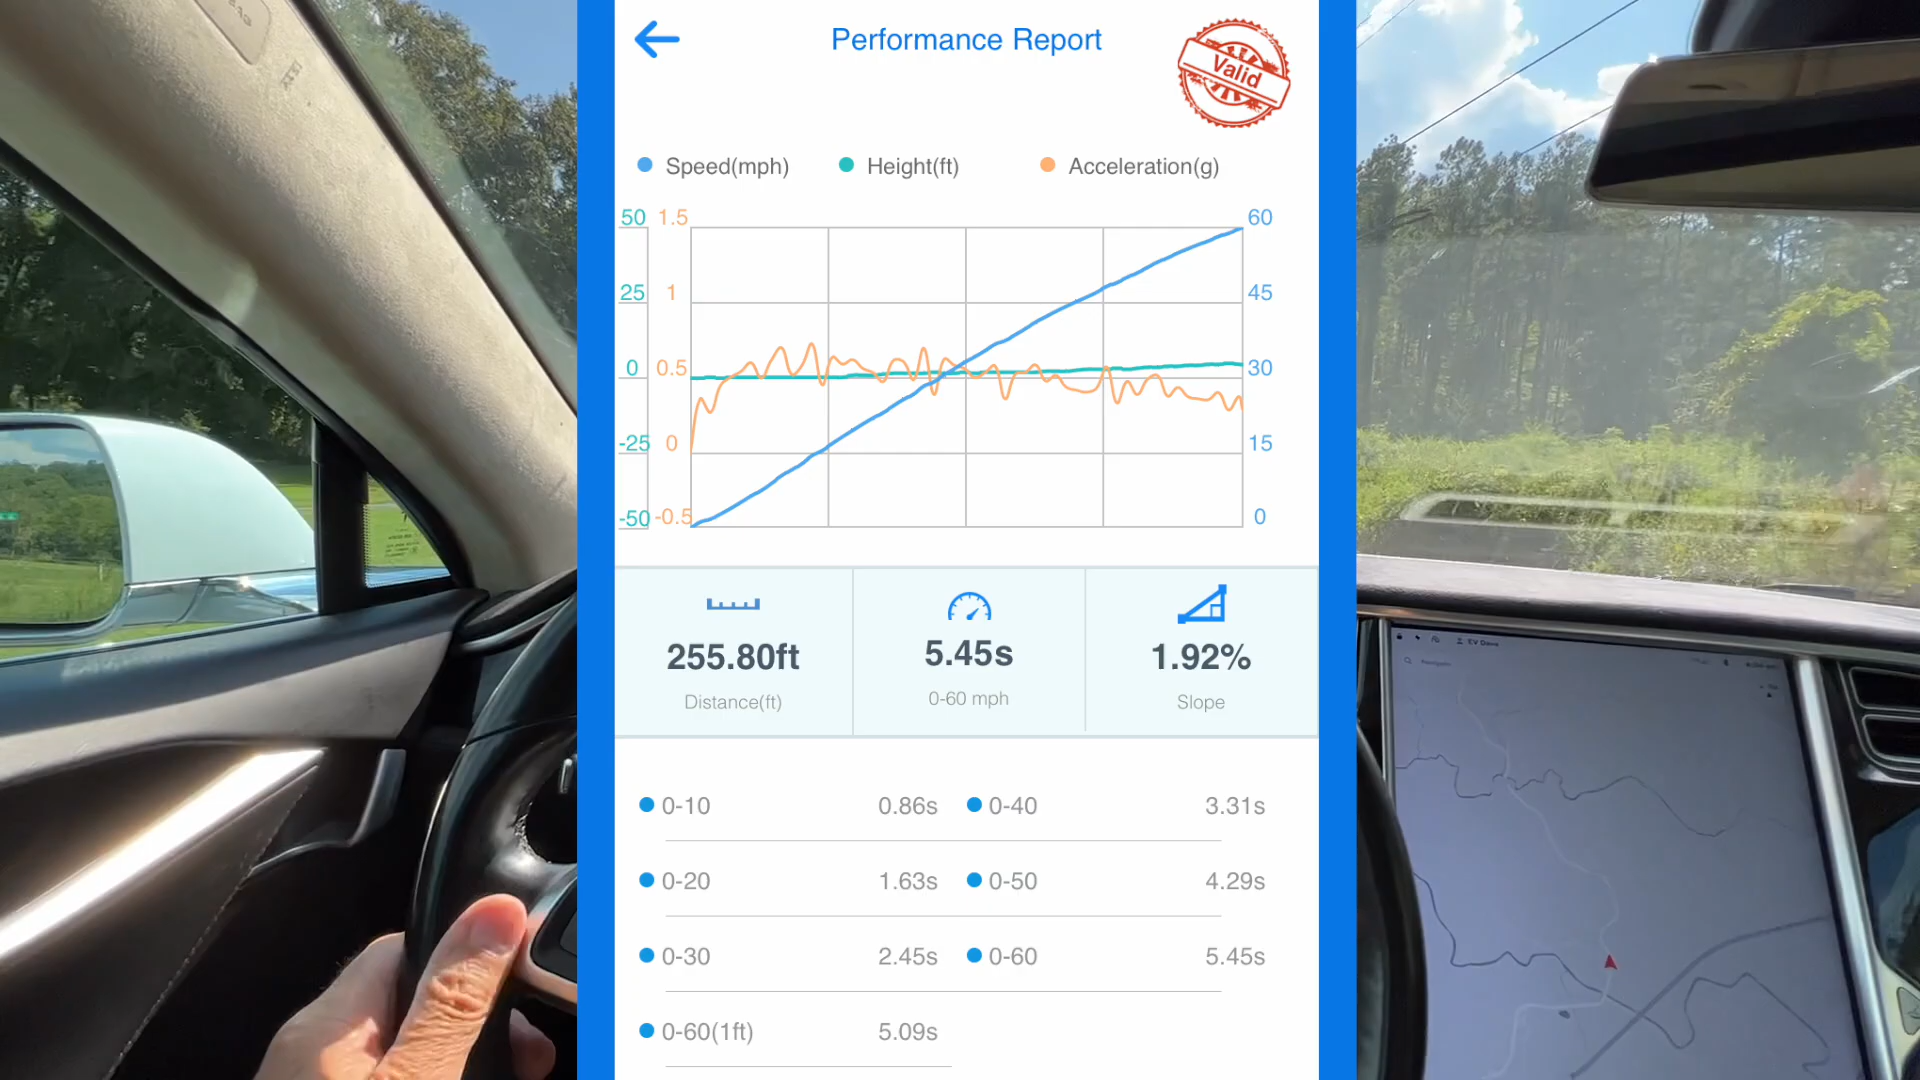 Performance Report
Valid
Speed(mph)
Height(ft)
Acceleration(g)
50 1.5 60
25 1 45
0 0.5 30
-25 0 15
-50 -0.5 0
255.80ft
Distance(ft)
5.45s
0-60 mph
1.92%
Slope
0-10 0.86s
0-40 3.31s
0-20 1.63s
0-50 4.29s
0-30 2.45s
0-60 5.45s
0-60(1ft) 5.09s
EV Dave
Navigate